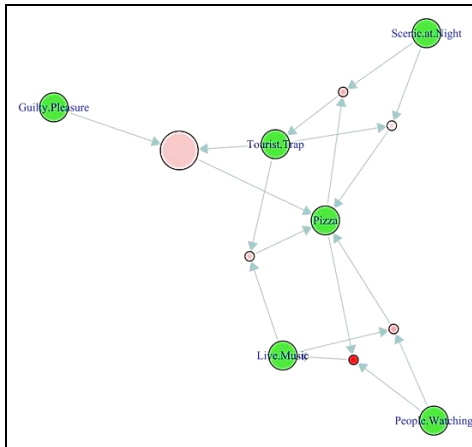 Scenic.at.Night
Guilty.Pleasure
Tourist.Trap
Pizza
Live.Music
People.Watching